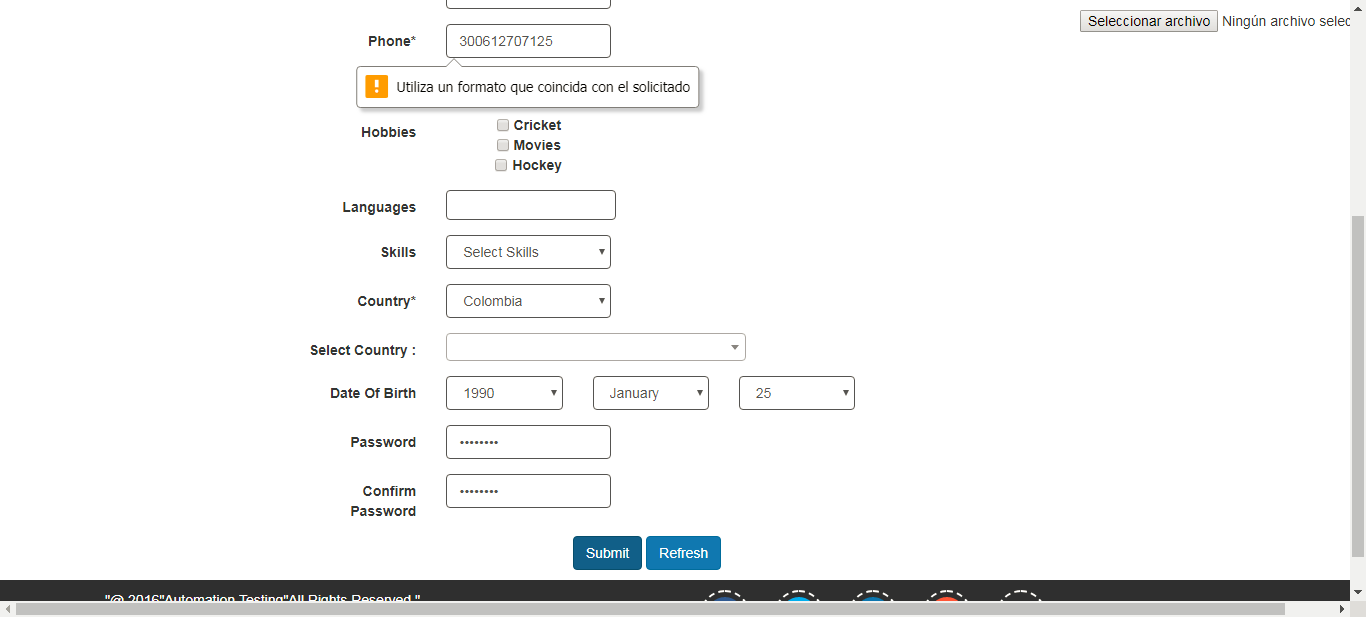 Seleccionar archivo Ningún archivo selec
Phone* 300612707125
! Utiliza un formato que coincida con el solicitado
Hobbies
Cricket
Movies
Hockey
Languages
Skills Select Skills
Country* Colombia
Select Country :
Date Of Birth 1990 January 25
Password ••••••••
Confirm Password ••••••••
Submit Refresh
"@ 2016"Automation Testing"All Rights Reserved."